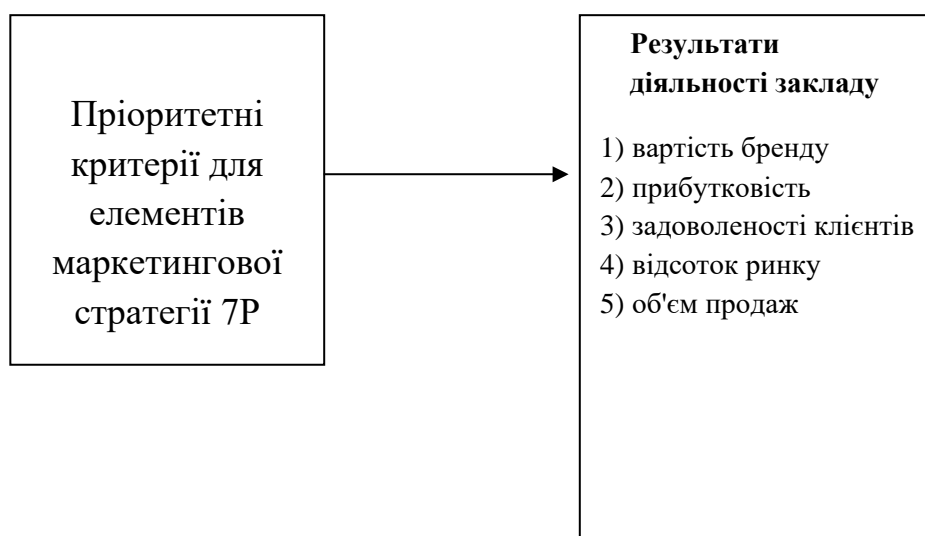 Пріоритетні
критерії для
елементів
маркетингової
стратегії 7Р
Результати
діяльності закладу
1) вартість бренду
2) прибутковість
3) задоволеності клієнтів
4) відсоток ринку
5) об'єм продаж